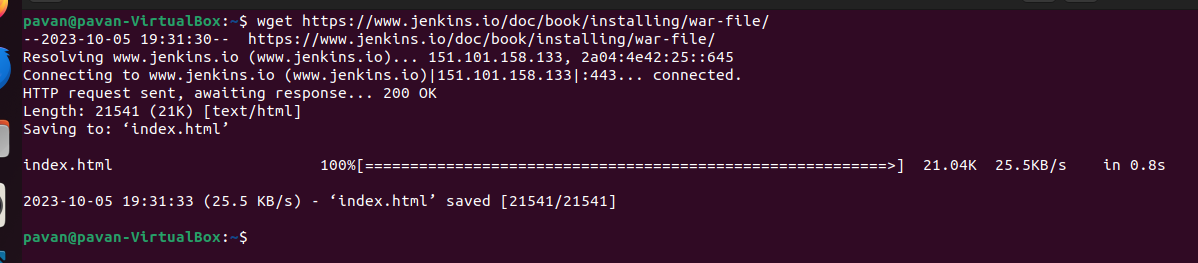 pavan@pavan-VirtualBox:~$ wget https://www.jenkins.io/doc/book/installing/war-file/
--2023-10-05 19:31:30--  https://www.jenkins.io/doc/book/installing/war-file/
Resolving www.jenkins.io (www.jenkins.io)... 151.101.158.133, 2a04:4e42:25::645
Connecting to www.jenkins.io (www.jenkins.io)|151.101.158.133|:443... connected.
HTTP request sent, awaiting response... 200 OK
Length: 21541 (21K) [text/html]
Saving to: ‘index.html’
index.html                       100%[==========================================================>]  21.04K  25.5KB/s    in 0.8s
2023-10-05 19:31:33 (25.5 KB/s) - ‘index.html’ saved [21541/21541]
pavan@pavan-VirtualBox:~$